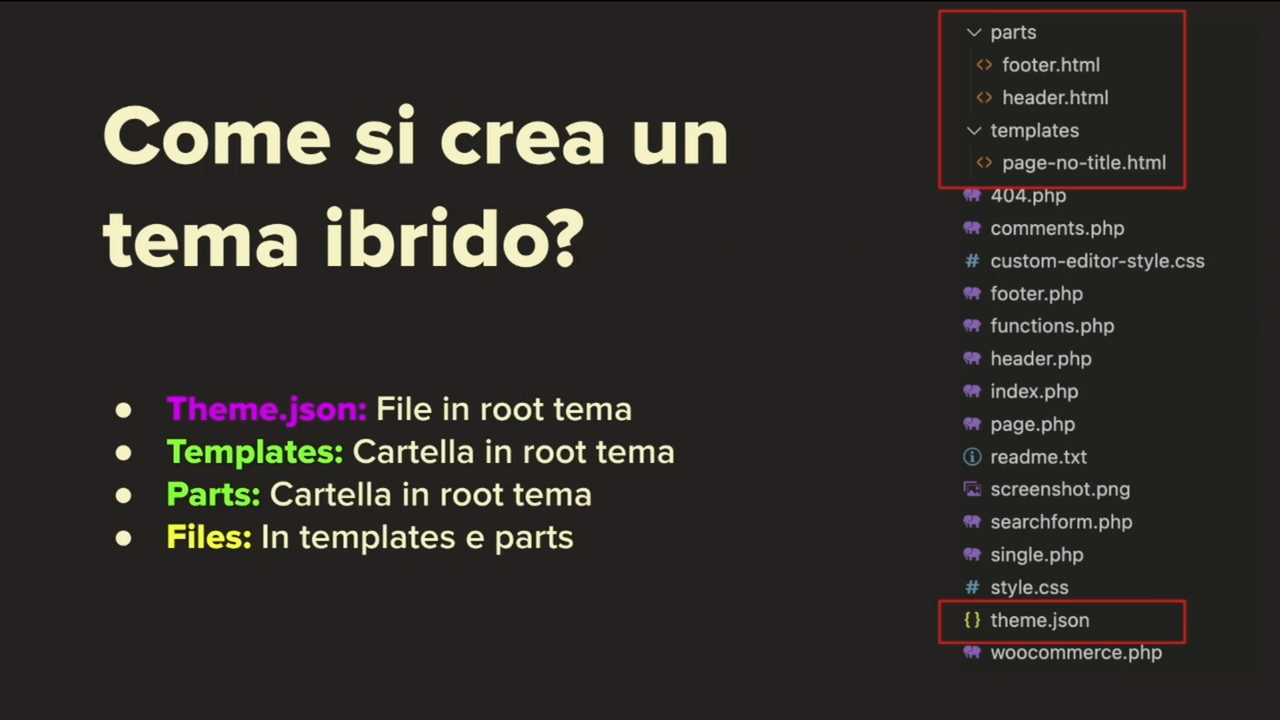 Come si crea un
tema ibrido?
● Theme.json: File in root tema
● Templates: Cartella in root tema
● Parts: Cartella in root tema
● Files: In templates e parts
parts
footer.html
header.html
templates
page-no-title.html
404.php
comments.php
custom-editor-style.css
footer.php
functions.php
header.php
index.php
page.php
readme.txt
screenshot.png
searchform.php
single.php
style.css
theme.json
woocommerce.php